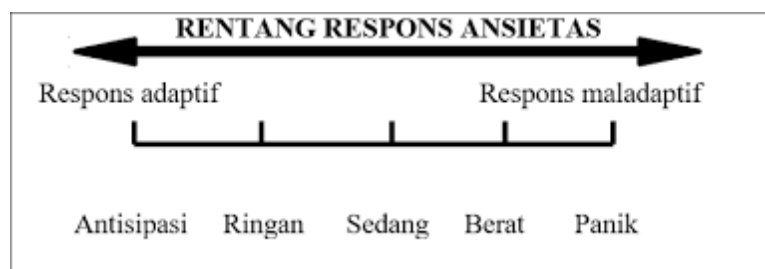 RENTANG RESPONS ANSIETAS
Respons adaptif Respons maladaptif
Antisipasi Ringan Sedang Berat Panik